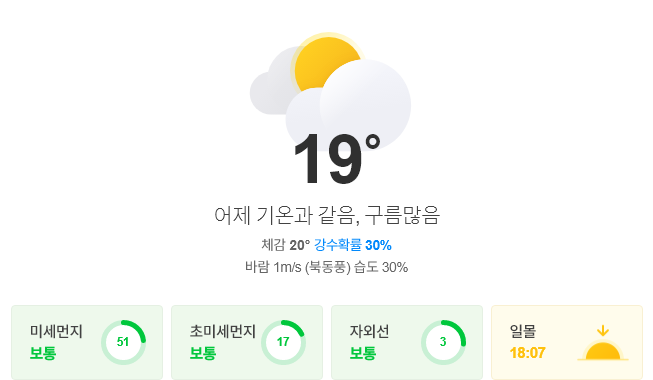 19°
어제 기온과 같음, 구름많음
체감 20° 강수확률 30%
바람 1m/s (북동풍) 습도 30%
미세먼지
보통
51
초미세먼지
보통
17
자외선
보통
3
일몰
18:07